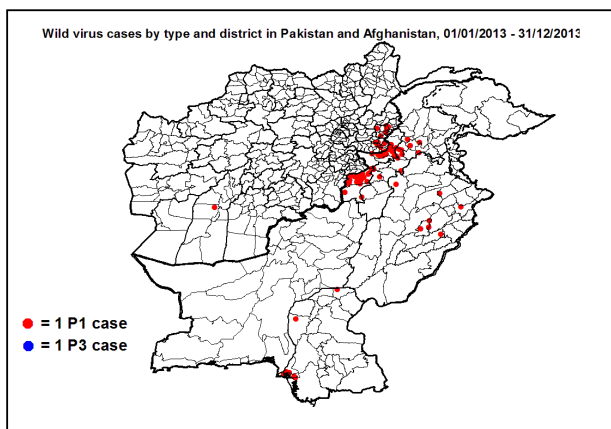 Wild virus cases by type and district in Pakistan and Afghanistan, 01/01/2013 - 31/12/2013
= 1 P1 case
= 1 P3 case